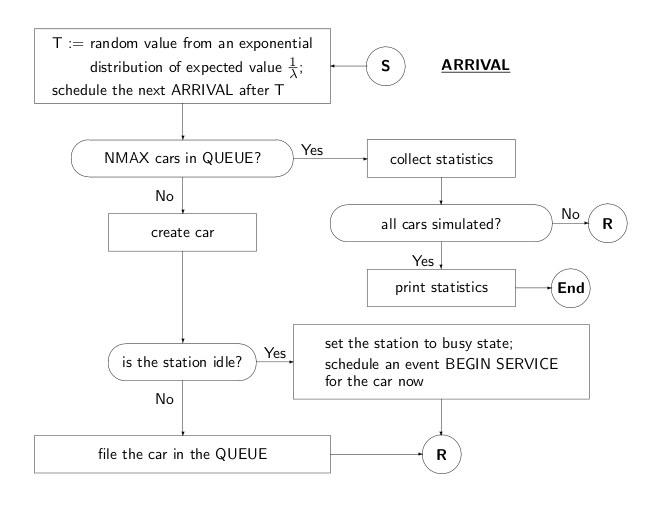 T := random value from an exponential
distribution of expected value 1/λ;
schedule the next ARRIVAL after T
S
ARRIVAL
NMAX cars in QUEUE?
Yes
collect statistics
No
create car
all cars simulated?
No
R
Yes
print statistics
End
is the station idle?
Yes
set the station to busy state;
schedule an event BEGIN SERVICE
for the car now
No
file the car in the QUEUE
R